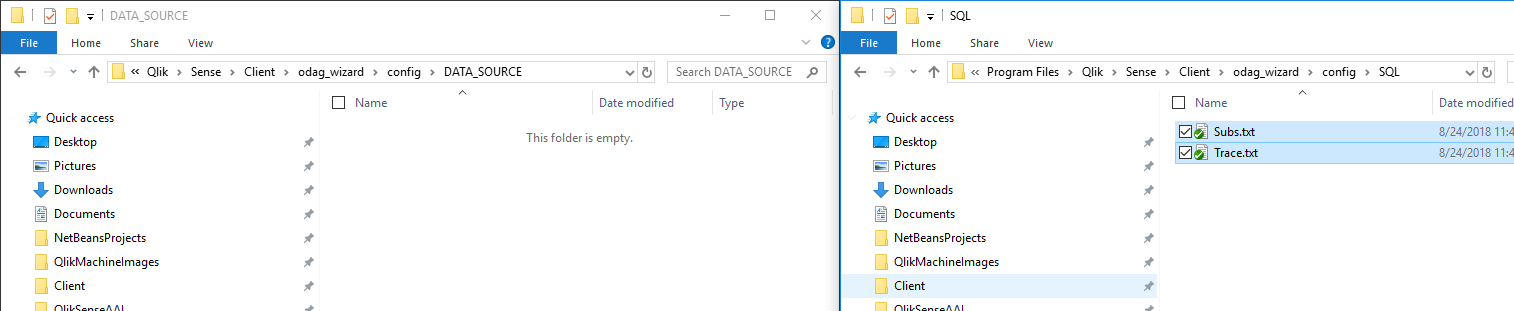 DATA_SOURCE
File Home Share View
« Qlik › Sense › Client › odag_wizard › config › DATA_SOURCE
Search DATA_SOURCE
Name Date modified Type
Quick access
Desktop
Pictures
Downloads
Documents
NetBeansProjects
QlikMachineImages
Client
QlikSenseAAI
This folder is empty.
SQL
File Home Share View
« Program Files › Qlik › Sense › Client › odag_wizard › config › SQL
Name Date modified
Quick access
Desktop
Pictures
Downloads
Documents
NetBeansProjects
QlikMachineImages
Client
QlikSenseAAI
Subs.txt 8/24/2018 11:4
Trace.txt 8/24/2018 11:4